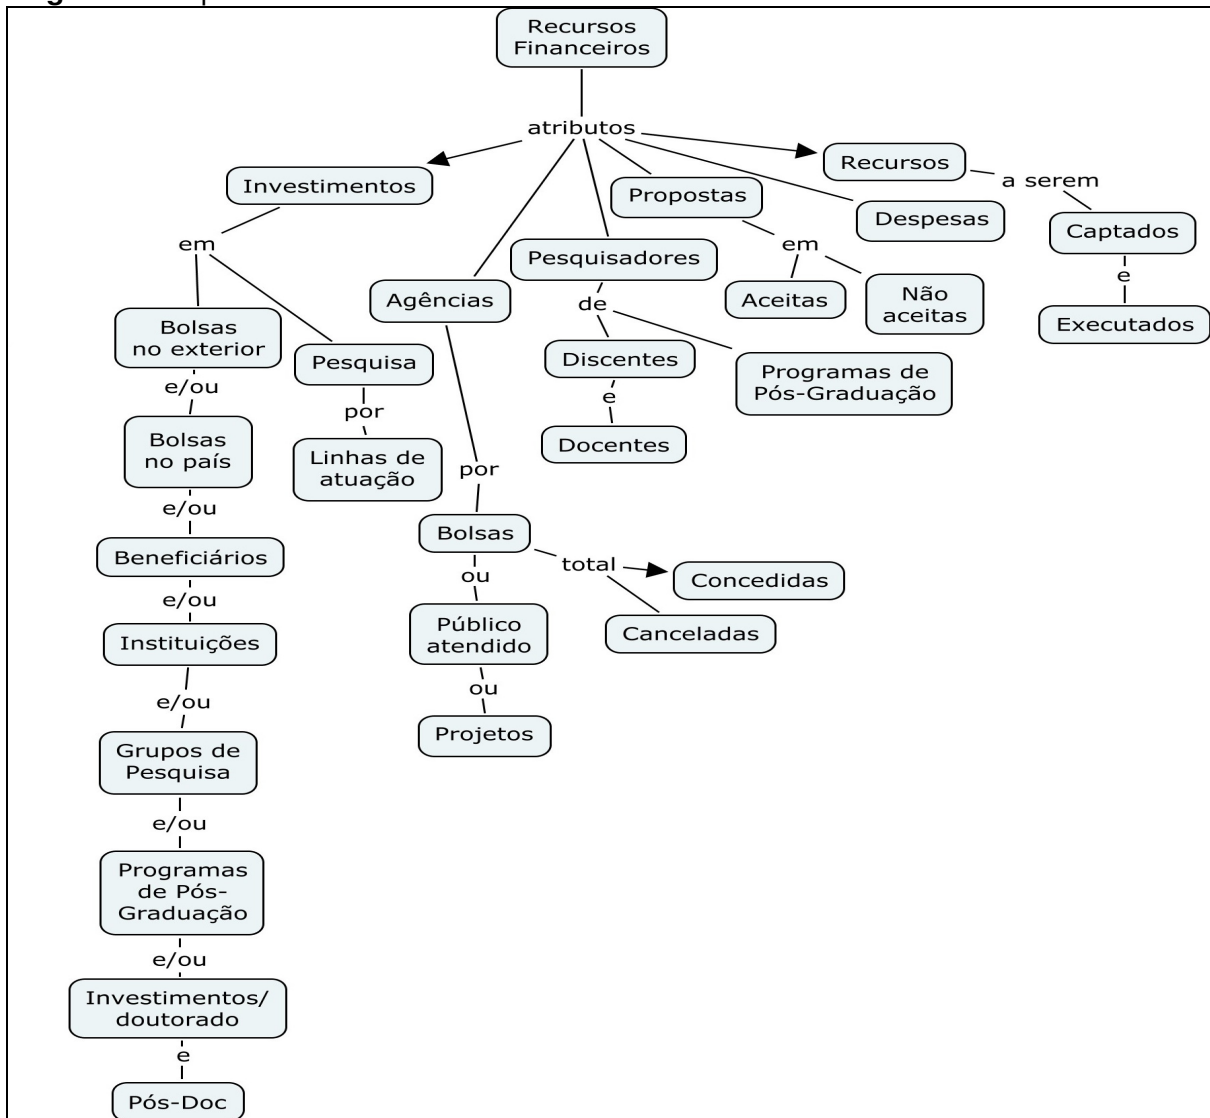 Recursos
Financeiros
atributos
Investimentos
em
Bolsas
no exterior
e/ou
Bolsas
no país
e/ou
Beneficiários
e/ou
Instituições
e/ou
Grupos de
Pesquisa
e/ou
Programas
de Pós-
Graduação
e/ou
Investimentos/
doutorado
e
Pós-Doc
Pesquisa
por
Linhas de
atuação
Agências
por
Bolsas
ou
Público
atendido
ou
Projetos
total
Concedidas
Canceladas
Pesquisadores
de
Discentes
e
Docentes
Programas de
Pós-Graduação
Propostas
em
Aceitas
Não
aceitas
Despesas
Recursos
a serem
Captados
e
Executados